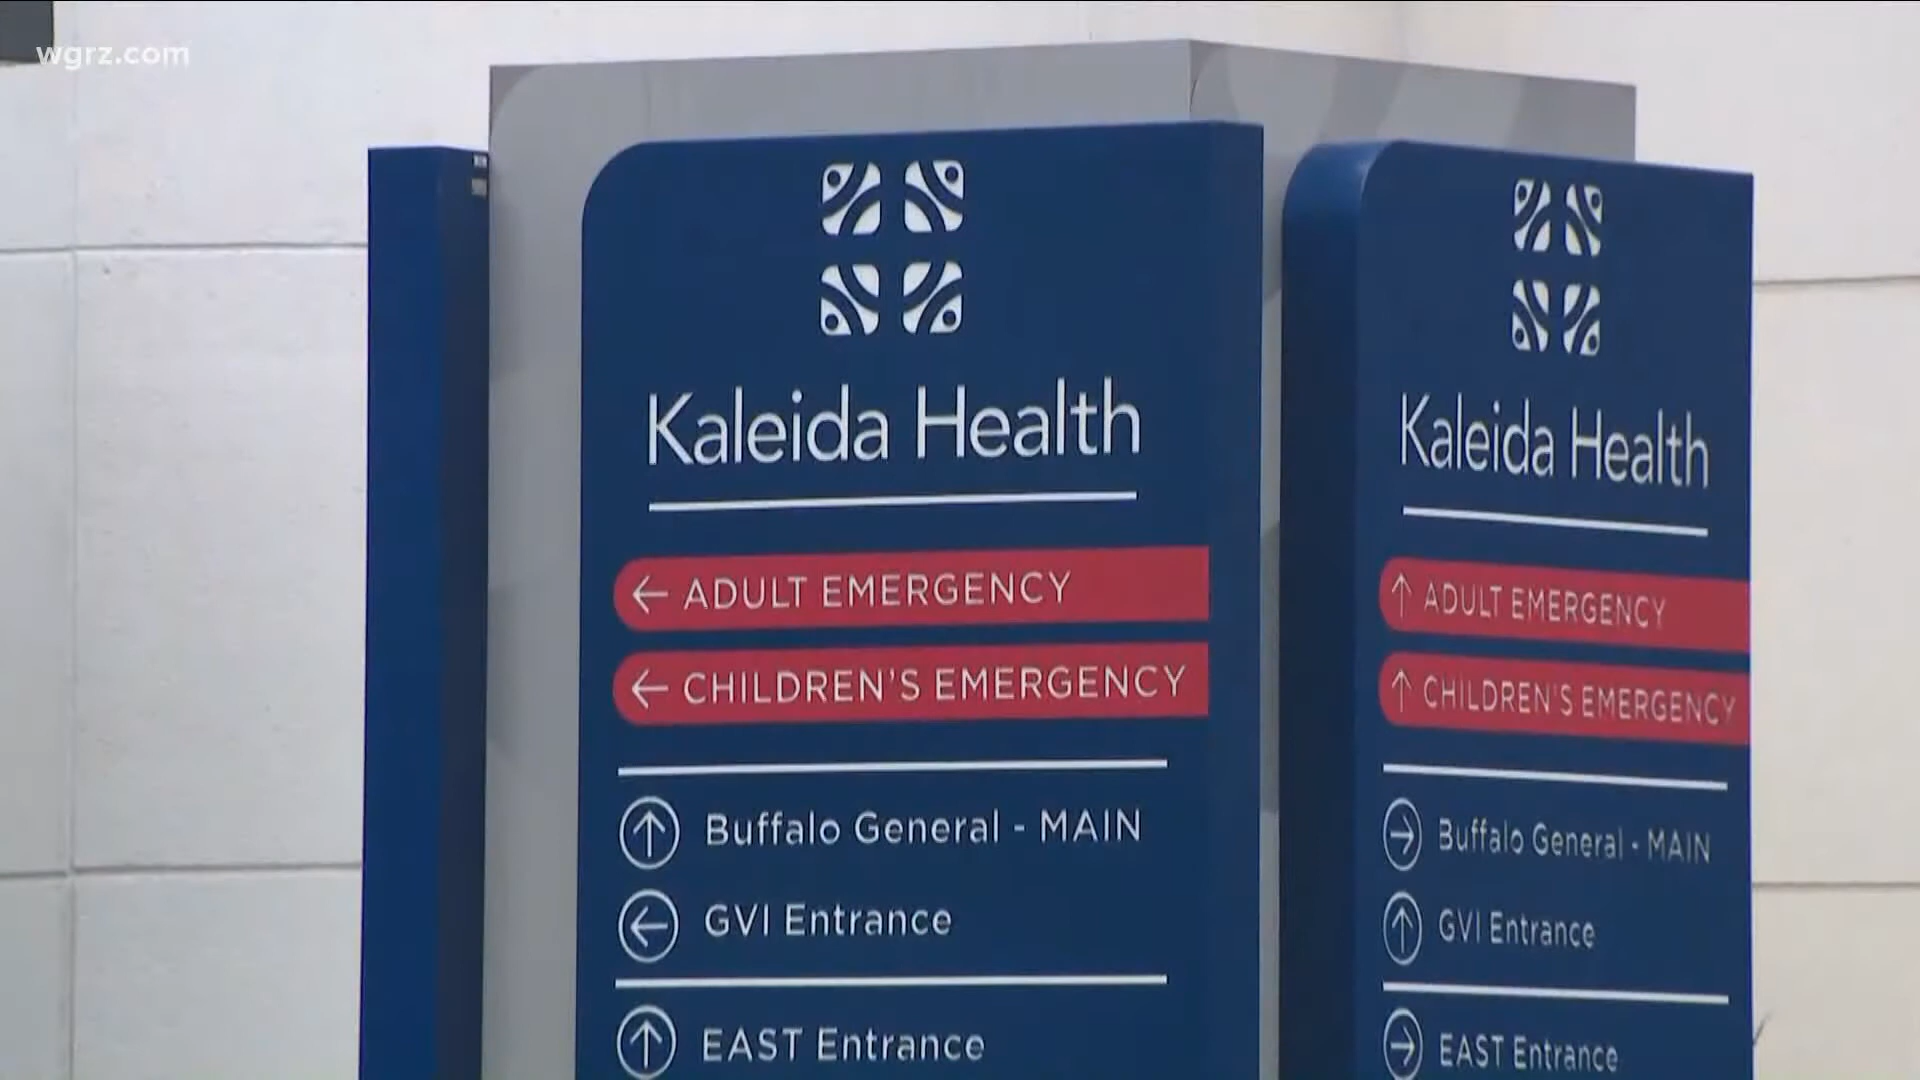 wgrz.com
Kaleida Health
← ADULT EMERGENCY
← CHILDREN'S EMERGENCY
↑ Buffalo General - MAIN
← GVI Entrance
↑ EAST Entrance
Kaleida Health
↑ ADULT EMERGENCY
↑ CHILDREN'S EMERGENCY
→ Buffalo General - MAIN
↑ GVI Entrance
→ EAST Entrance